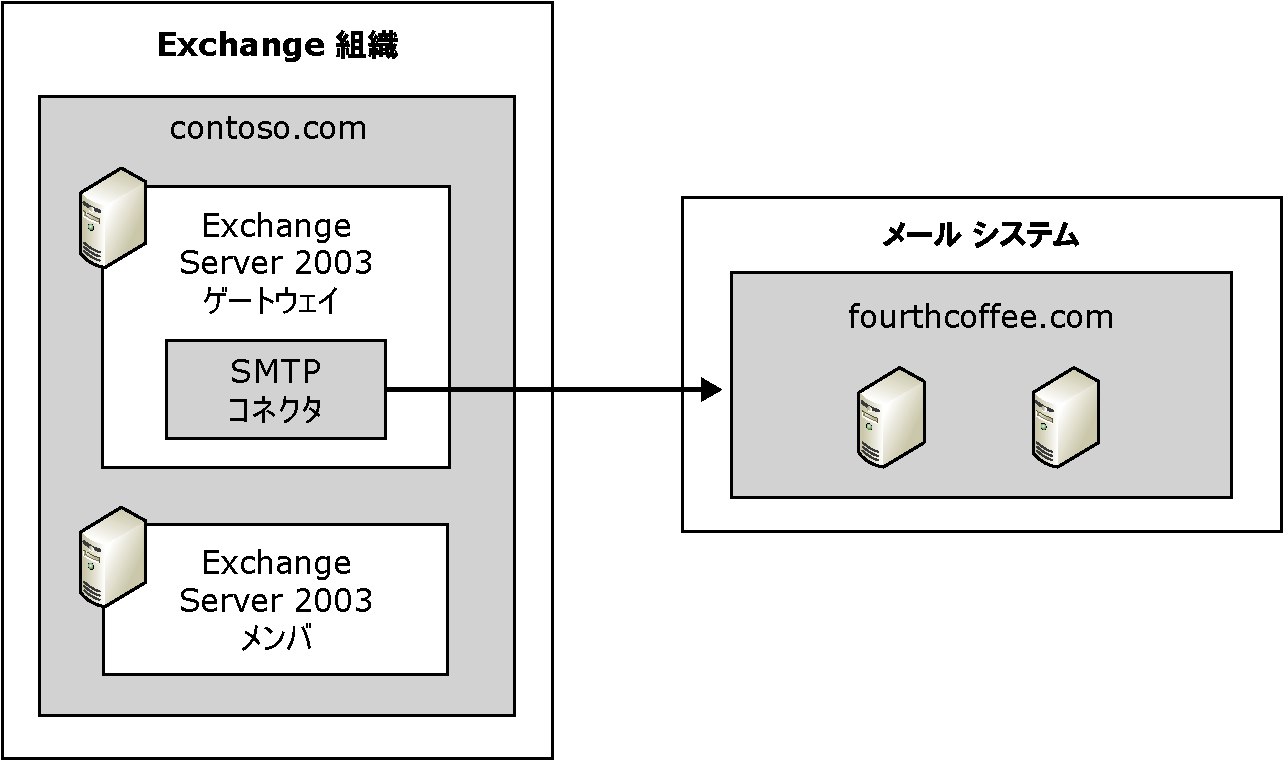 Exchange 組織
contoso.com
Exchange
Server 2003
ゲートウェイ
SMTP
コネクタ
Exchange
Server 2003
メンバ
メール システム
fourthcoffee.com